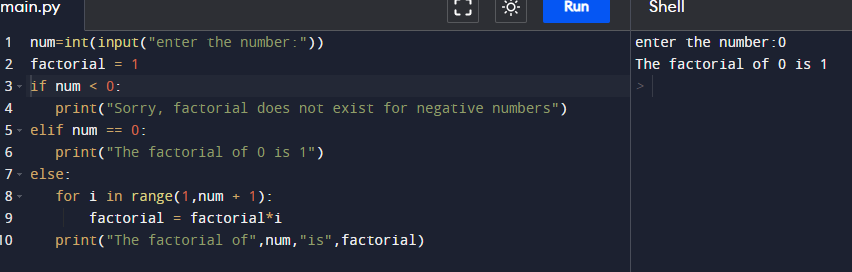 main.py Run Shell
1 num=int(input("enter the number:"))
2 factorial = 1
3 if num < 0:
4 print("Sorry, factorial does not exist for negative numbers")
5 elif num == 0:
6 print("The factorial of 0 is 1")
7 else:
8 for i in range(1,num + 1):
9 factorial = factorial*i
10 print("The factorial of",num,"is",factorial)
enter the number:0
The factorial of 0 is 1
>